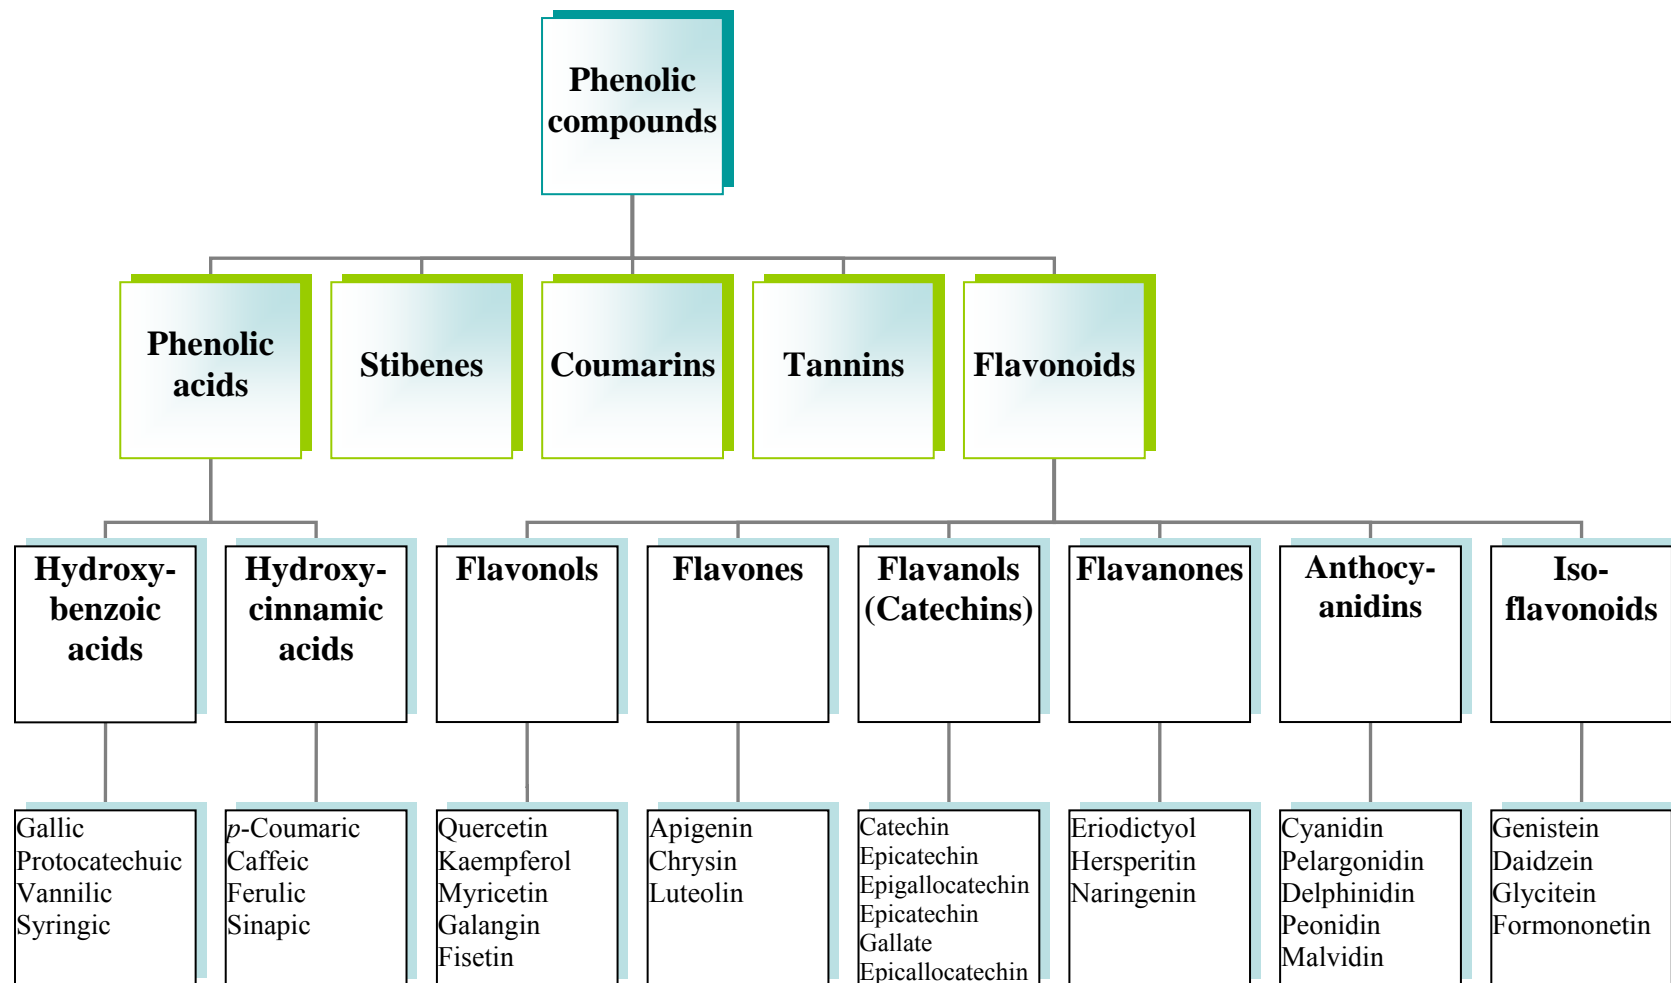 Phenolic
compounds
Phenolic
acids
Stibenes
Coumarins
Tannins
Flavonoids
Hydroxy-
benzoic
acids
Hydroxy-
cinnamic
acids
Flavonols
Flavones
Flavanols
(Catechins)
Flavanones
Anthocy-
anidins
Iso-
flavonoids
Gallic
Protocatechuic
Vannilic
Syringic
p-Coumaric
Caffeic
Ferulic
Sinapic
Quercetin
Kaempferol
Myricetin
Galangin
Fisetin
Apigenin
Chrysin
Luteolin
Catechin
Epicatechin
Epigallocatechin
Epicatechin
Gallate
Epicallocatechin
Eriodictyol
Hersperitin
Naringenin
Cyanidin
Pelargonidin
Delphinidin
Peonidin
Malvidin
Genistein
Daidzein
Glycitein
Formononetin